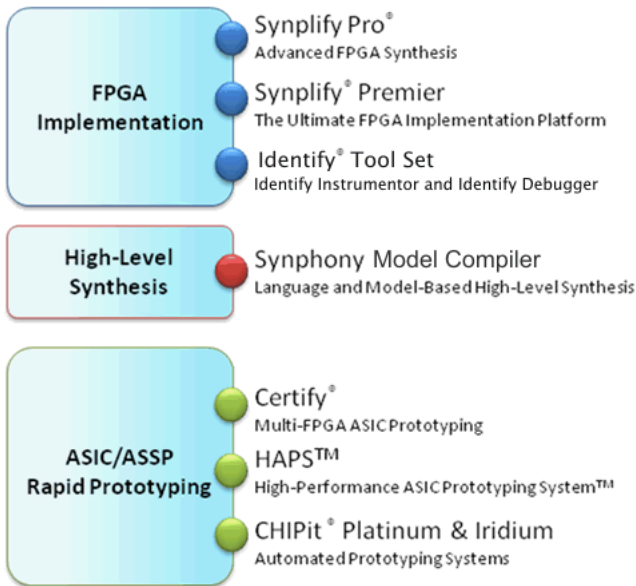 FPGA
Implementation
Synplify Pro®
Advanced FPGA Synthesis
Synplify® Premier
The Ultimate FPGA Implementation Platform
Identify® Tool Set
Identify Instrumentor and Identify Debugger
High-Level
Synthesis
Synphony Model Compiler
Language and Model-Based High-Level Synthesis
ASIC/ASSP
Rapid Prototyping
Certify®
Multi-FPGA ASIC Prototyping
HAPS™
High-Performance ASIC Prototyping System™
CHIPit® Platinum & Iridium
Automated Prototyping Systems